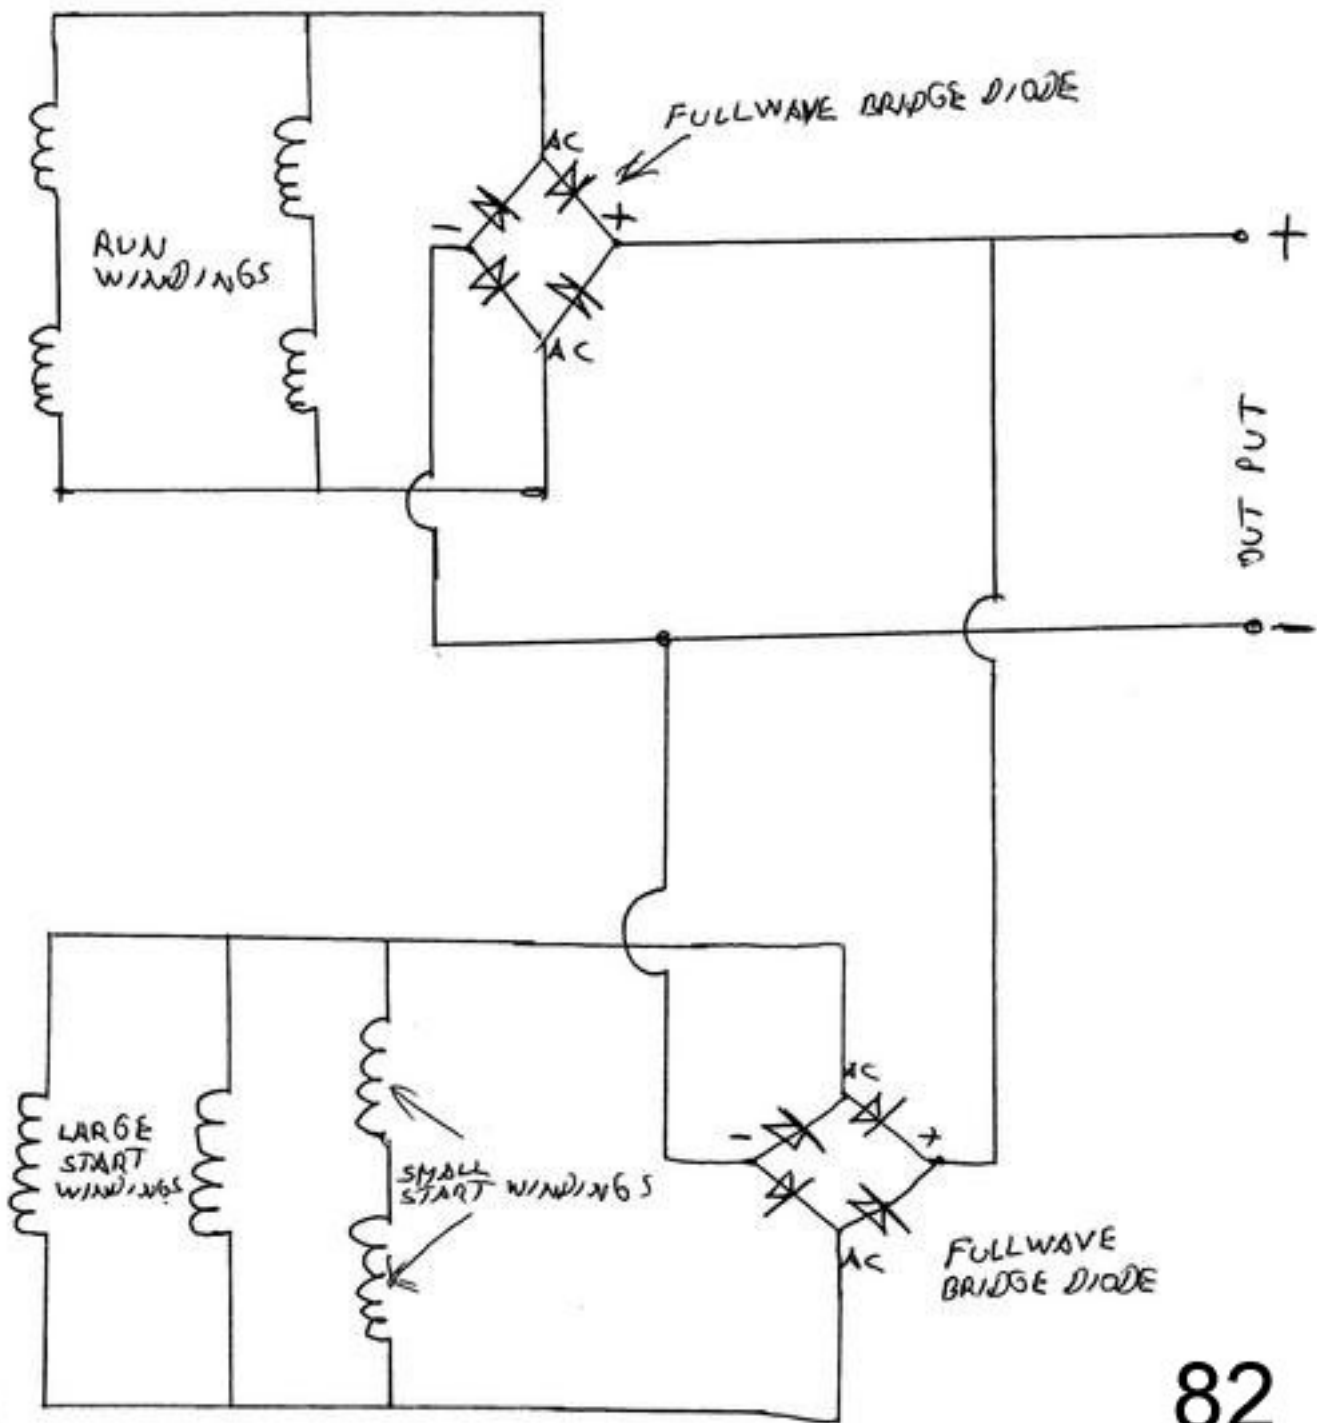 FULLWAVE BRIDGE DIODE
AC
- +
RUN
WINDINGS
AC
+
OUT PUT
-
AC
LARGE
START
WINDINGS
- +
SMALL
START WINDINGS
AC
FULLWAVE
BRIDGE DIODE
82